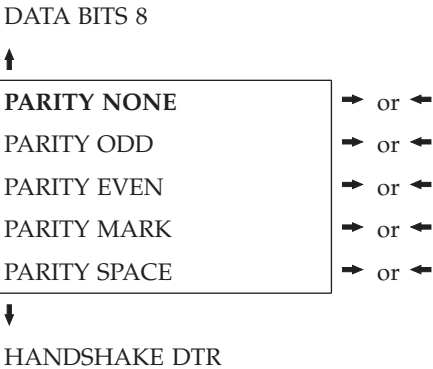 DATA BITS 8
PARITY NONE or
PARITY ODD or
PARITY EVEN or
PARITY MARK or
PARITY SPACE or
HANDSHAKE DTR